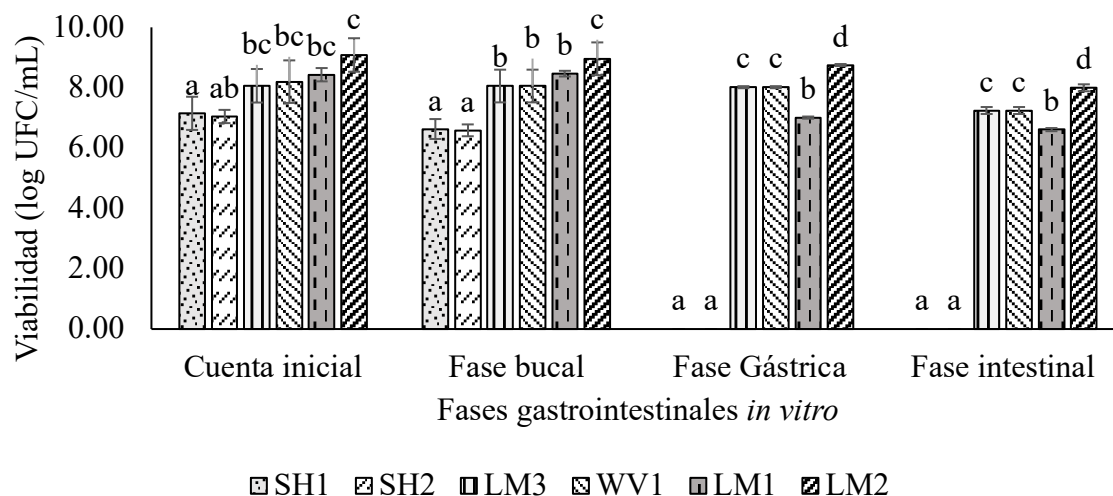 Viabilidad (log UFC/mL)
10.00
8.00
6.00
4.00
2.00
0.00
a ab bc bc bc c
a a b b b c
a a c c b d
a a c c b d
Cuenta inicial Fase bucal Fase Gástrica Fase intestinal
Fases gastrointestinales in vitro
SH1 SH2 LM3 WV1 LM1 LM2